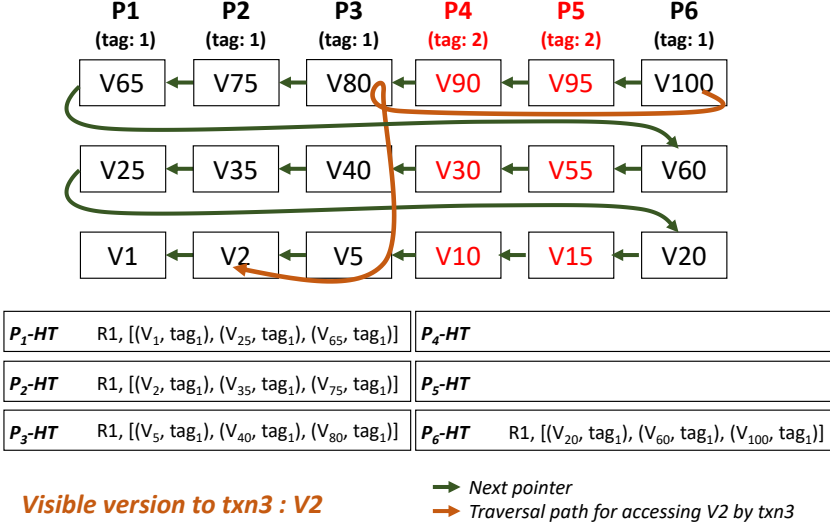 P1 P2 P3 P4 P5 P6
(tag: 1) (tag: 1) (tag: 1) (tag: 2) (tag: 2) (tag: 1)
V65 V75 V80 V90 V95 V100
V25 V35 V40 V30 V55 V60
V1 V2 V5 V10 V15 V20
P₁-HT R1, [(V₁, tag₁), (V₂₅, tag₁), (V₆₅, tag₁)] P₄-HT
P₂-HT R1, [(V₂, tag₁), (V₃₅, tag₁), (V₇₅, tag₁)] P₅-HT
P₃-HT R1, [(V₅, tag₁), (V₄₀, tag₁), (V₈₀, tag₁)] P₆-HT R1, [(V₂₀, tag₁), (V₆₀, tag₁), (V₁₀₀, tag₁)]
Visible version to txn3 : V2
Next pointer
Traversal path for accessing V2 by txn3